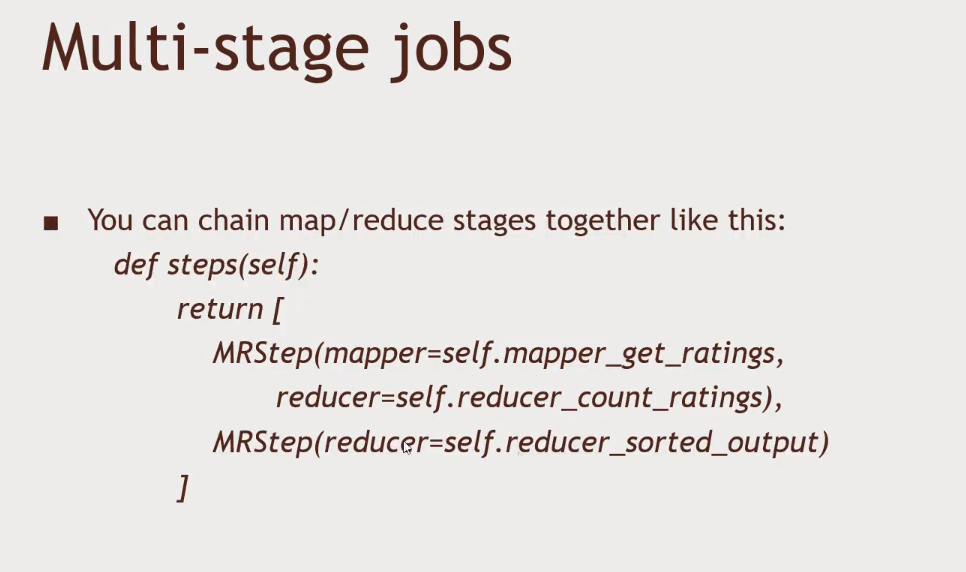 Multi-stage jobs
▪ You can chain map/reduce stages together like this:
def steps(self):
return [
MRStep(mapper=self.mapper_get_ratings,
reducer=self.reducer_count_ratings),
MRStep(reducer=self.reducer_sorted_output)
]